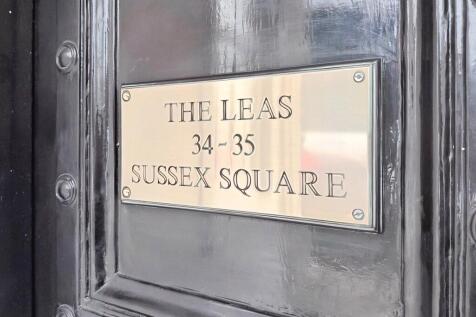 THE LEAS
34-35
SUSSEX SQUARE